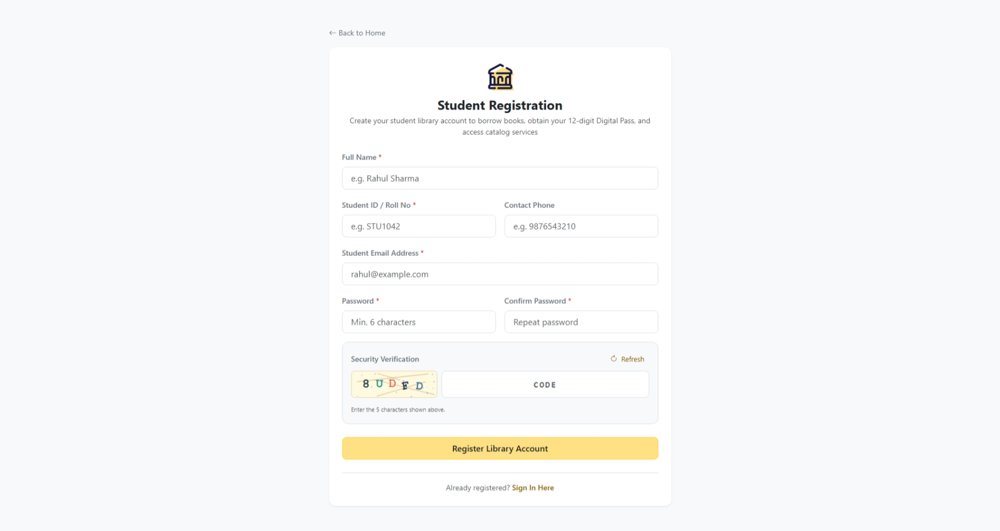 ← Back to Home
Student Registration
Create your student library account to borrow books, obtain your 12-digit Digital Pass, and
access catalog services
Full Name *
e.g. Rahul Sharma
Student ID / Roll No * Contact Phone
e.g. STU1042 e.g. 9876543210
Student Email Address *
rahul@example.com
Password * Confirm Password *
Min. 6 characters Repeat password
Security Verification Refresh
8 U D F D CODE
Enter the 5 characters shown above.
Register Library Account
Already registered? Sign In Here